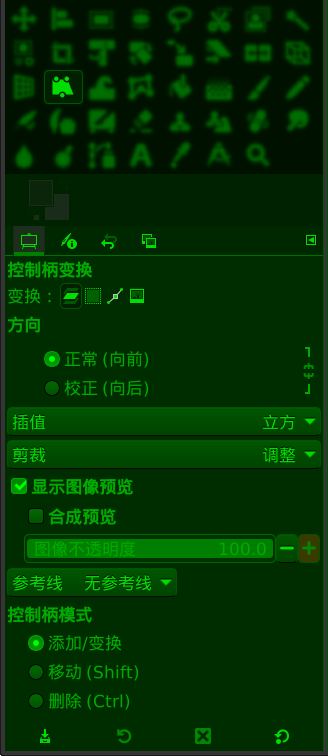 控制柄变换
变换：
方向
正常 (向前)
校正 (向后)
插值 立方
剪裁 调整
显示图像预览
合成预览
图像不透明度 100.0
参考线 无参考线
控制柄模式
添加/变换
移动 (Shift)
删除 (Ctrl)